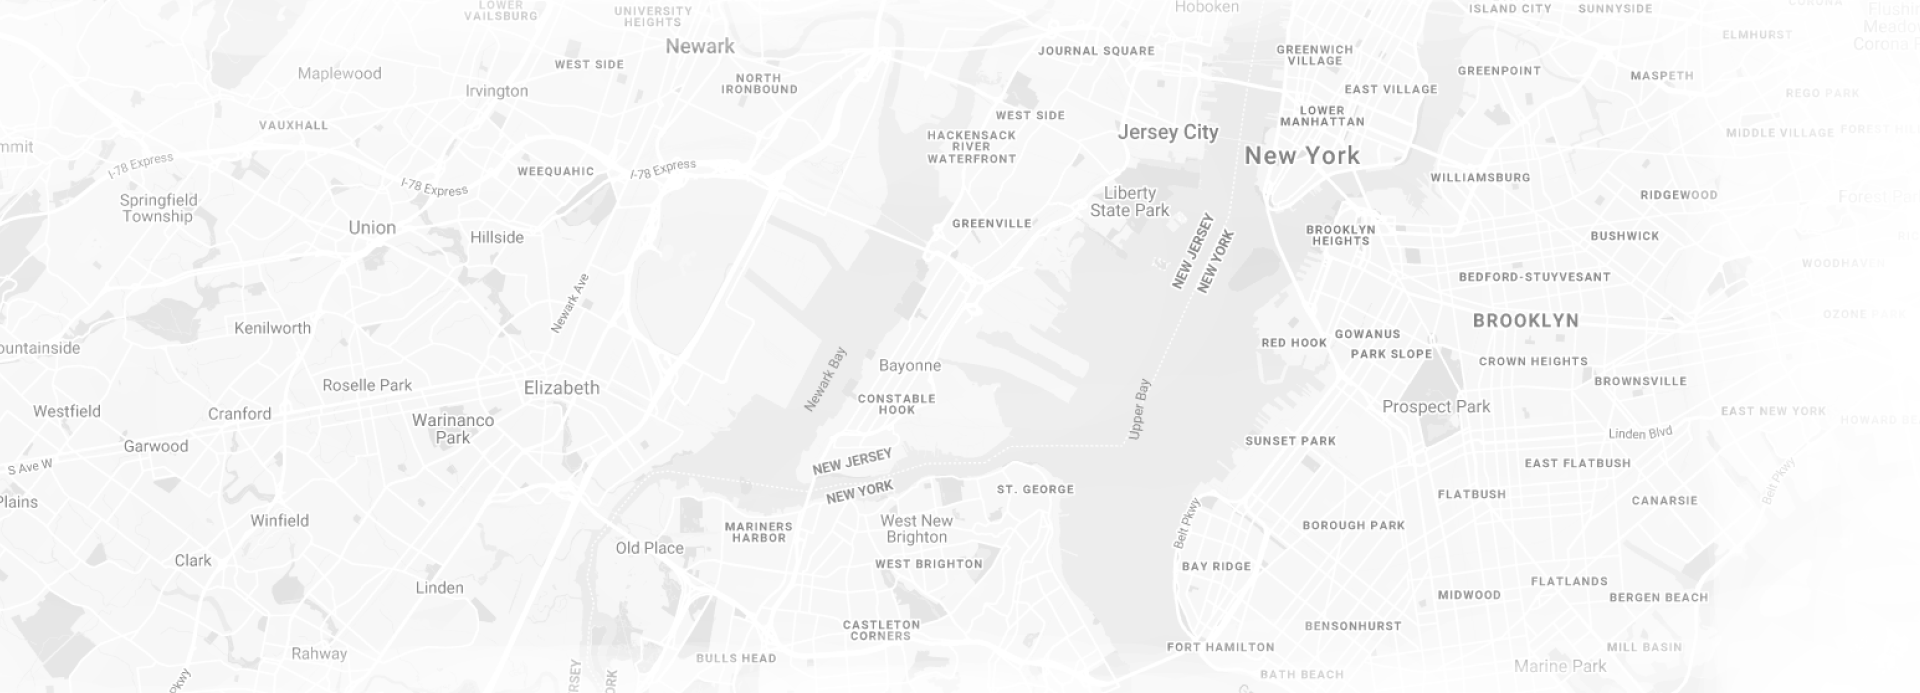 LOWER
VAILSBURG
UNIVERSITY
HEIGHTS
Hoboken
ISLAND CITY
SUNNYSIDE
CORONA
Newark
JOURNAL SQUARE
GREENWICH
VILLAGE
ELMHURST
WEST SIDE
Maplewood
NORTH
IRONBOUND
GREENPOINT
MASPETH
Irvington
EAST VILLAGE
REGO PARK
WEST SIDE
LOWER
MANHATTAN
VAUXHALL
HACKENSACK
RIVER
WATERFRONT
Jersey City
MIDDLE VILLAGE
New York
I-78 Express
WEEQUAHIC
I-78 Express
I-78 Express
WILLIAMSBURG
RIDGEWOOD
Springfield
Township
Liberty
State Park
Union
Hillside
GREENVILLE
NEW JERSEY
NEW YORK
BROOKLYN
HEIGHTS
BUSHWICK
WOODHAVEN
BEDFORD-STUYVESANT
Newark Ave
Kenilworth
BROOKLYN
OZONE PARK
ountainside
RED HOOK
GOWANUS
PARK SLOPE
CROWN HEIGHTS
Newark Bay
Bayonne
Roselle Park
Elizabeth
BROWNSVILLE
Westfield
Cranford
CONSTABLE
HOOK
Upper Bay
Prospect Park
EAST NEW YORK
Warinanco
Park
Garwood
Linden Blvd
SUNSET PARK
S Ave W
NEW JERSEY
NEW YORK
EAST FLATBUSH
Belt Pkwy
ST. GEORGE
FLATBUSH
CANARSIE
Plains
Winfield
MARINERS
HARBOR
West New
Brighton
Belt Pkwy
BOROUGH PARK
Old Place
Clark
WEST BRIGHTON
BAY RIDGE
Linden
FLATLANDS
MIDWOOD
BERGEN BEACH
CASTLETON
CORNERS
BENSONHURST
Rahway
BULLS HEAD
FORT HAMILTON
MILL BASIN
Marine Park
BATH BEACH
Pkwy
RSEY
ORK